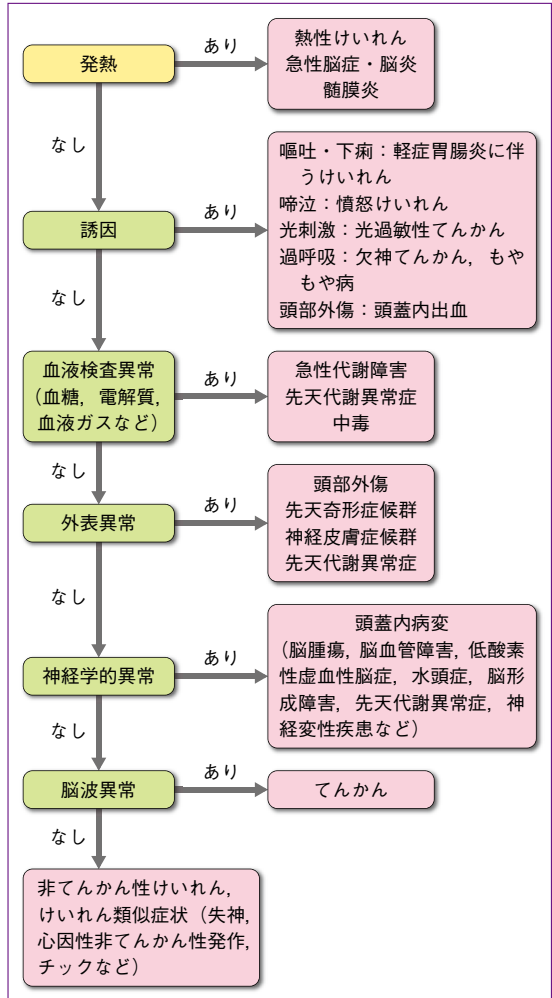 発熱
あり
熱性けいれん
急性脳症・脳炎
髄膜炎
なし
誘因
あり
嘔吐・下痢：軽症胃腸炎に伴
うけいれん
啼泣：憤怒けいれん
光刺激：光過敏性てんかん
過呼吸：欠神てんかん，もや
もや病
頭部外傷：頭蓋内出血
なし
血液検査異常
（血糖，電解質，
血液ガスなど）
あり
急性代謝障害
先天代謝異常症
中毒
なし
外表異常
あり
頭部外傷
先天奇形症候群
神経皮膚症候群
先天代謝異常症
なし
神経学的異常
あり
頭蓋内病変
（脳腫瘍，脳血管障害，低酸素
性虚血性脳症，水頭症，脳形
成障害，先天代謝異常症，神
経変性疾患など）
なし
脳波異常
あり
てんかん
なし
非てんかん性けいれん，
けいれん類似症状（失神，
心因性非てんかん性発作，
チックなど）